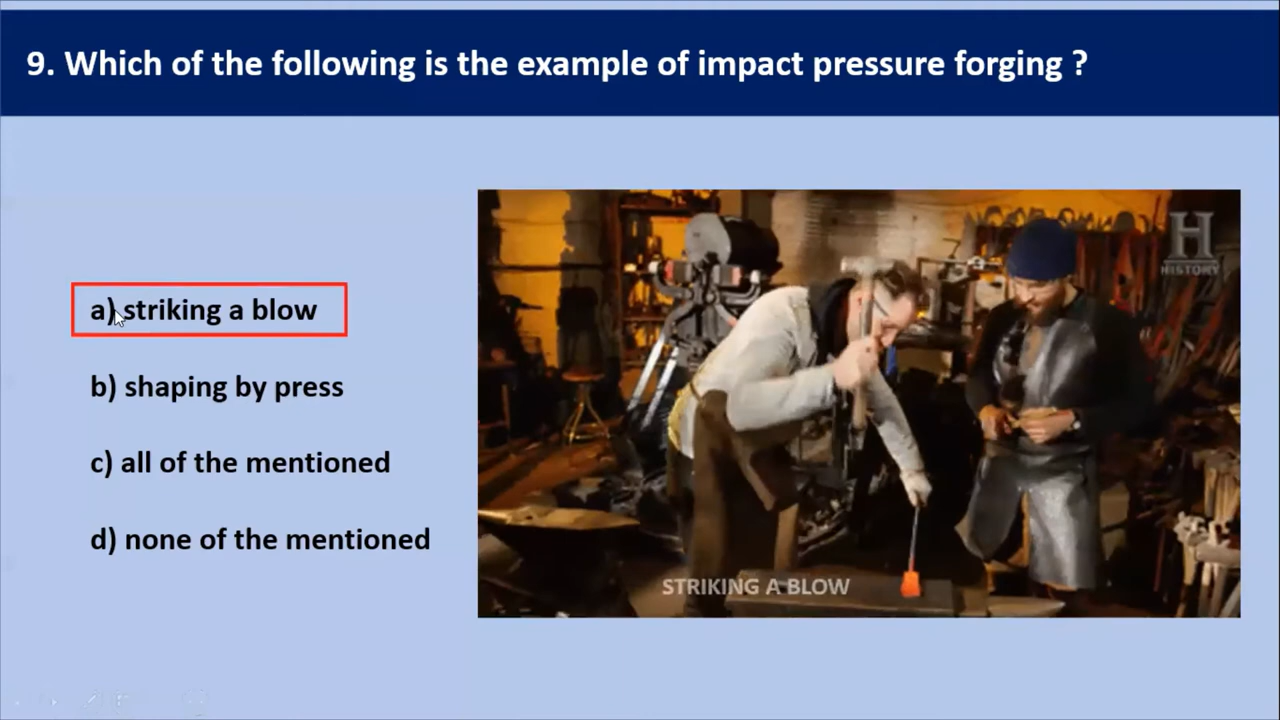 9. Which of the following is the example of impact pressure forging ?
a) striking a blow
b) shaping by press
c) all of the mentioned
d) none of the mentioned
H
HISTORY
STRIKING A BLOW